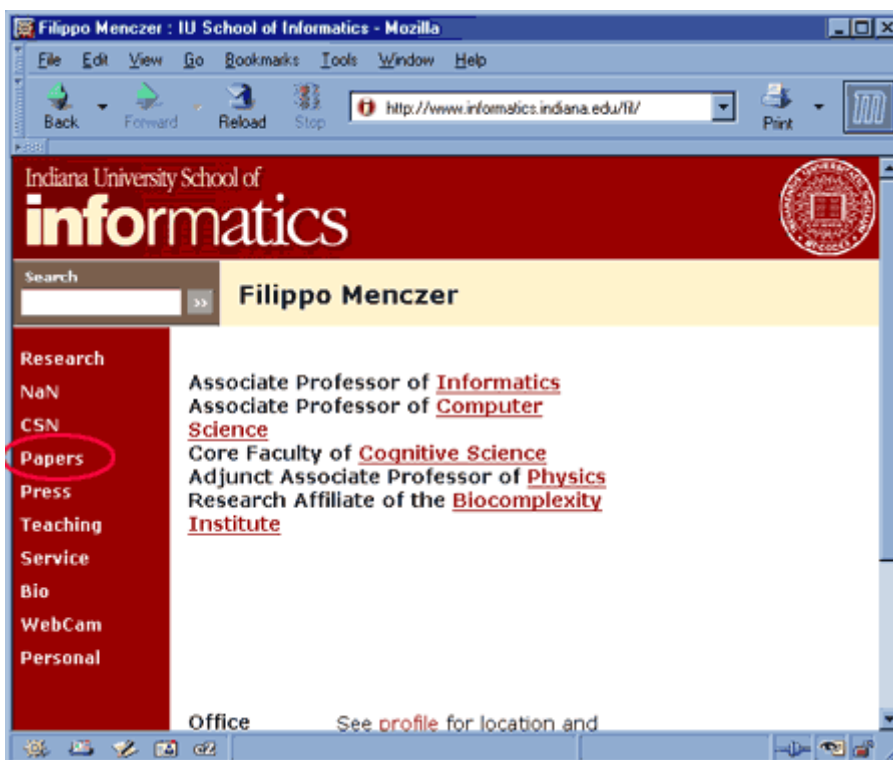 Filippo Menczer : IU School of Informatics - Mozilla
File Edit View Go Bookmarks Tools Window Help
Back Forward Reload Stop http://www.informatics.indiana.edu/fil/ Print
Indiana University School of
informatics
Search
>>
Filippo Menczer
Research
NaN
CSN
Papers
Press
Teaching
Service
Bio
WebCam
Personal
Associate Professor of Informatics
Associate Professor of Computer
Science
Core Faculty of Cognitive Science
Adjunct Associate Professor of Physics
Research Affiliate of the Biocomplexity
Institute
Office See profile for location and